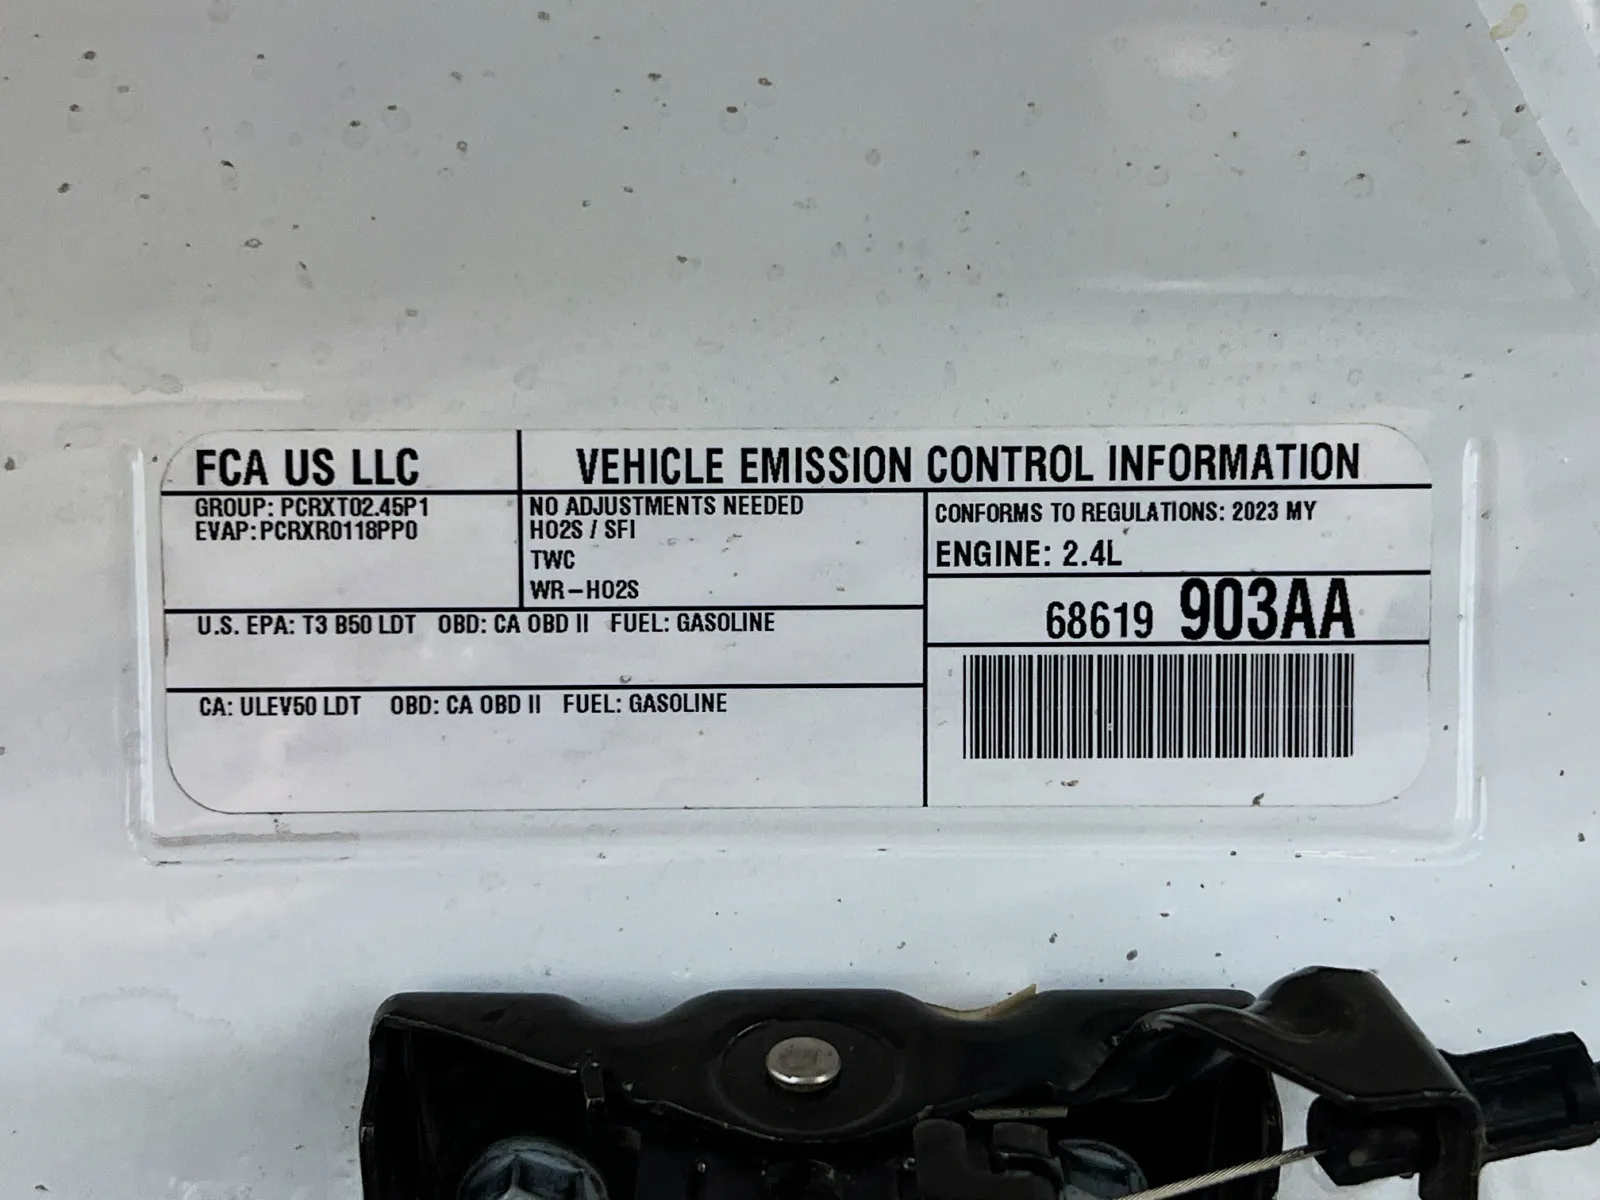 FCA US LLC
VEHICLE EMISSION CONTROL INFORMATION
GROUP: PCRXT02.45P1
EVAP: PCRXR0118PP0
NO ADJUSTMENTS NEEDED
HO2S / SFI
TWC
WR-HO2S
CONFORMS TO REGULATIONS: 2023 MY
ENGINE: 2.4L
68619 903AA
U.S. EPA: T3 B50 LDT OBD: CA OBD II FUEL: GASOLINE
CA: ULEV50 LDT OBD: CA OBD II FUEL: GASOLINE